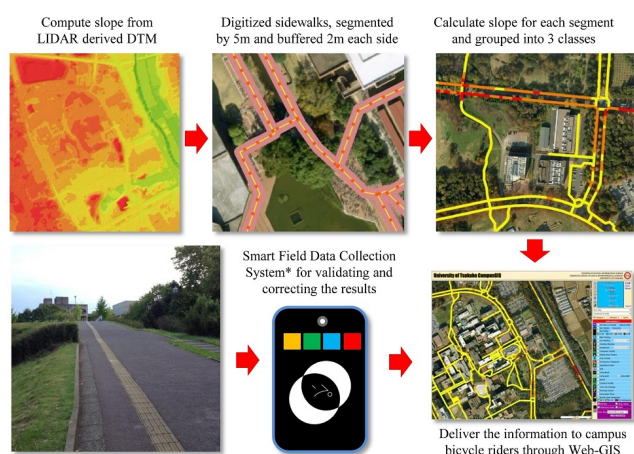 Compute slope from
LIDAR derived DTM
Digitized sidewalks, segmented
by 5m and buffered 2m each side
Calculate slope for each segment
and grouped into 3 classes
Smart Field Data Collection
System* for validating and
correcting the results
University of Tsukuba CampusGIS
Deliver the information to campus
bicycle riders through Web-GIS